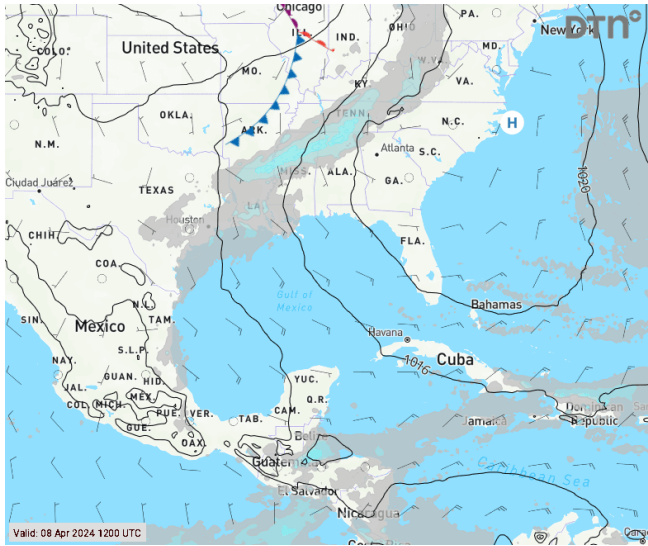 Chicago
DTN
New York
COLO.
United States
ILL.
IND.
OHIO
PA.
MD.
MO.
W.VA.
KY.
VA.
OKLA.
ARK.
TENN.
N.C.
H
N.M.
Atlanta
S.C.
MISS.
ALA.
GA.
1020
Ciudad Juárez
TEXAS
LA.
Houston
CHIH.
FLA.
COA.
Gulf of
Mexico
Bahamas
N.L.
SIN.
Mexico
TAM.
Havana
1016
Cuba
NAY.
S.L.P.
GUAN.
HID.
YUC.
JAL.
COL.
MICH.
MÉX.
PUE.
VER.
TAB.
CAM.
Q.R.
Dominican
Republic
Jamaica
GUE.
OAX.
Belize
Guatemala
Caribbean Sea
El Salvador
Nicaragua
Valid: 08 Apr 2024 1200 UTC